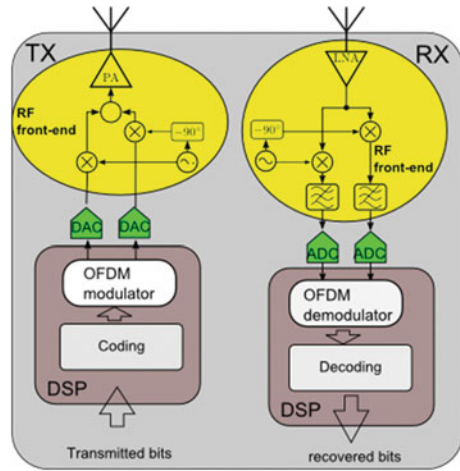 TX
PA
RF
front-end
−90°
DAC
DAC
OFDM
modulator
Coding
DSP
Transmitted bits
RX
LNA
−90°
RF
front-end
ADC
ADC
OFDM
demodulator
Decoding
DSP
recovered bits